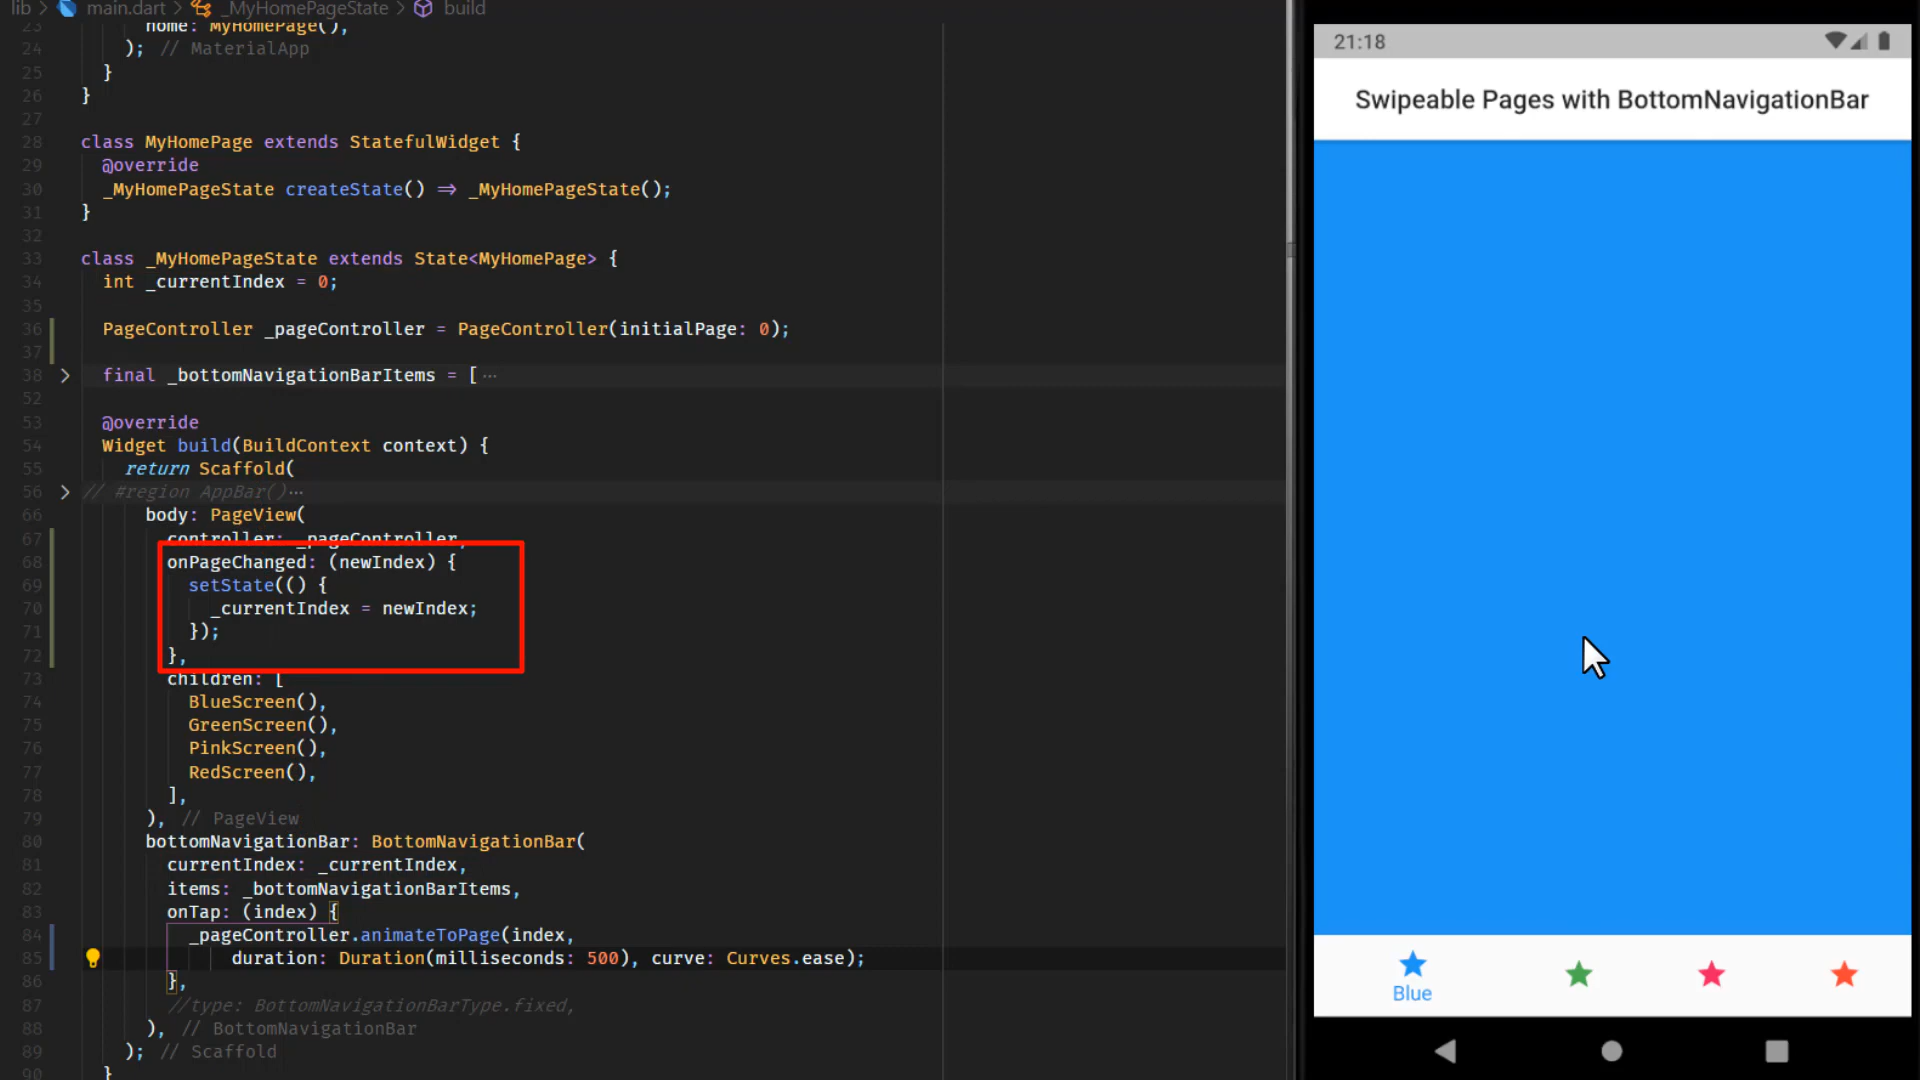 lib > main.dart > _MyHomePageState > build
23 home: MyHomePage(),
24 ); // MaterialApp
25 }
26 }
27
28 class MyHomePage extends StatefulWidget {
29 @override
30 _MyHomePageState createState() => _MyHomePageState();
31 }
32
33 class _MyHomePageState extends State<MyHomePage> {
34 int _currentIndex = 0;
35
36 PageController _pageController = PageController(initialPage: 0);
37
38 > final _bottomNavigationBarItems = [ ...
52
53 @override
54 Widget build(BuildContext context) {
55 return Scaffold(
56 > // #region AppBar()...
66 body: PageView(
67 controller: _pageController,
68 onPageChanged: (newIndex) {
69 setState(() {
70 _currentIndex = newIndex;
71 });
72 },
73 children: [
74 BlueScreen(),
75 GreenScreen(),
76 PinkScreen(),
77 RedScreen(),
78 ],
79 ), // PageView
80 bottomNavigationBar: BottomNavigationBar(
81 currentIndex: _currentIndex,
82 items: _bottomNavigationBarItems,
83 onTap: (index) {
84 _pageController.animateToPage(index,
85 duration: Duration(milliseconds: 500), curve: Curves.ease);
86 },
87 //type: BottomNavigationBarType.fixed,
88 ), // BottomNavigationBar
89 ); // Scaffold
90 }
21:18
Swipeable Pages with BottomNavigationBar
Blue